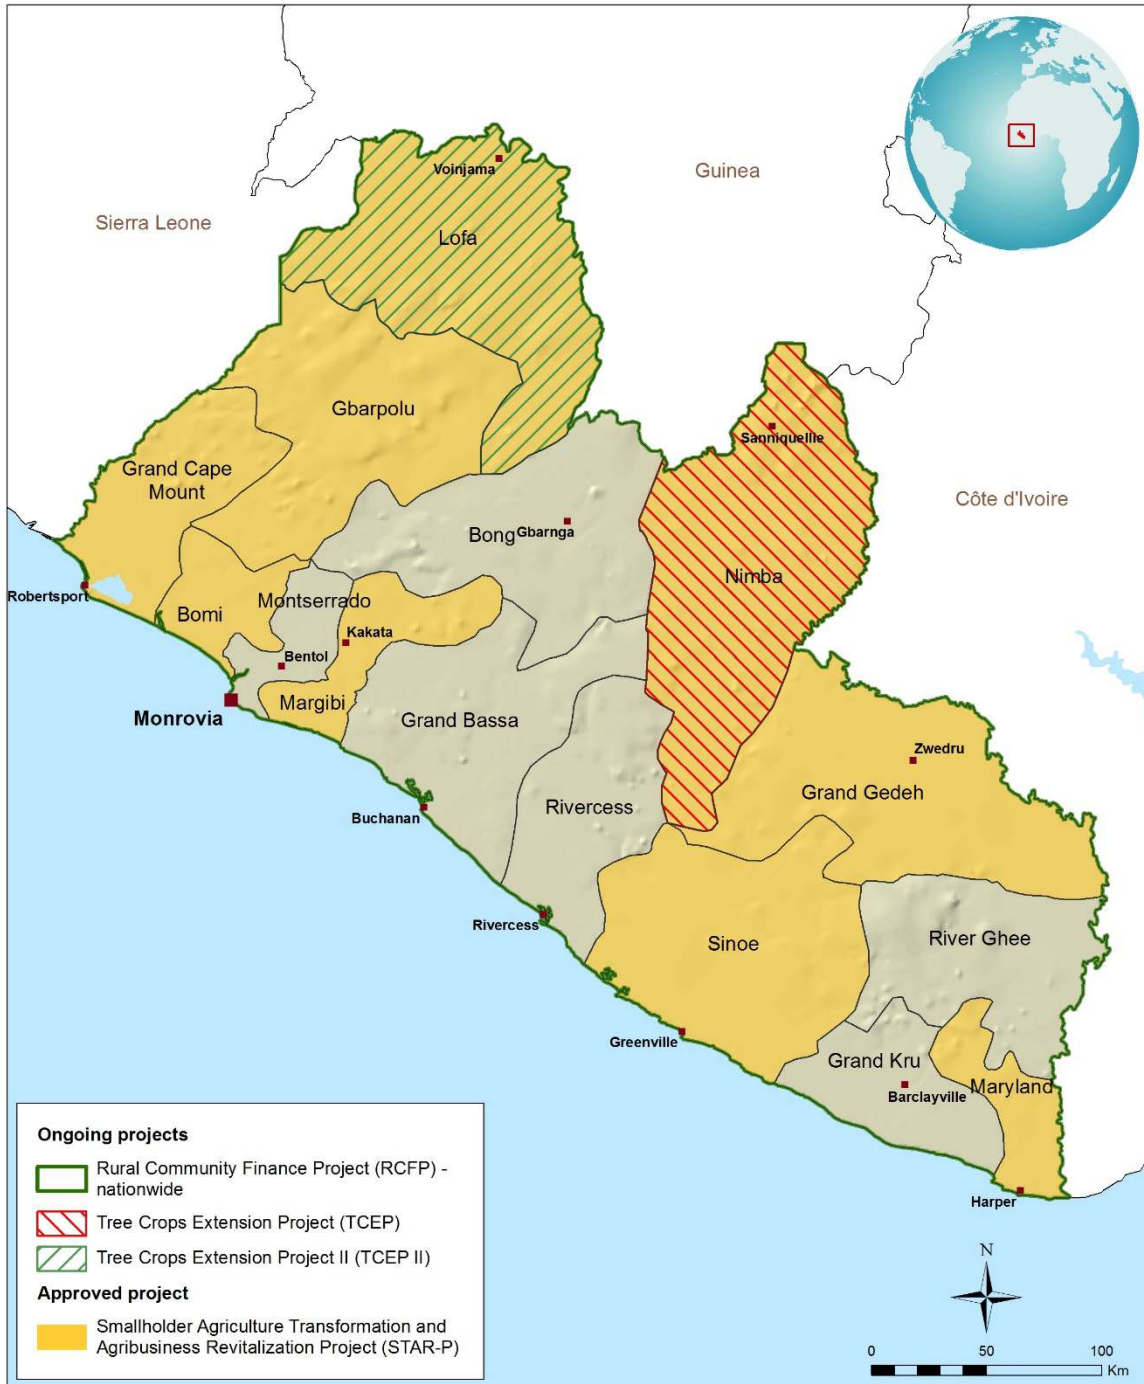 Guinea
Sierra Leone
Côte d'Ivoire
Voinjama
Lofa
Gbarpolu
Grand Cape
Mount
Sanniquellie
Bong
Gbarnga
Nimba
Robertsport
Bomi
Montserrado
Kakata
Bentol
Margibi
Monrovia
Grand Bassa
Zwedru
Grand Gedeh
Buchanan
Rivercess
Rivercess
Sinoe
River Ghee
Greenville
Grand Kru
Barclayville
Maryland
Harper
Ongoing projects
Rural Community Finance Project (RCFP) -
nationwide
Tree Crops Extension Project (TCEP)
Tree Crops Extension Project II (TCEP II)
Approved project
Smallholder Agriculture Transformation and
Agribusiness Revitalization Project (STAR-P)
N
0 50 100
Km